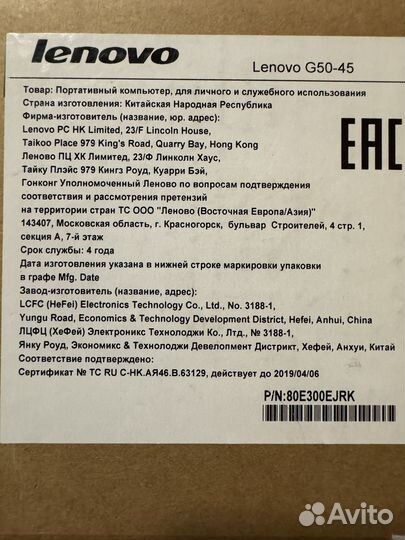 lenovo
Lenovo G50-45
Товар: Портативный компьютер, для личного и служебного использования
Страна изготовления: Китайская Народная Республика
Фирма-изготовитель (название, юр. адрес):
Lenovo PC HK Limited, 23/F Lincoln House,
Taikoo Place 979 King's Road, Quarry Bay, Hong Kong
Леново ПЦ ХК Лимитед, 23/Ф Линколн Хаус,
Тайку Плэйс 979 Кингз Роуд, Куарри Бэй,
Гонконг Уполномоченный Леново по вопросам подтверждения
соответствия и рассмотрения претензий
на территории стран ТС ООО "Леново (Восточная Европа/Азия)"
143407, Московская область, г. Красногорск, бульвар Строителей, 4 стр. 1,
секция А, 7-й этаж
Срок службы: 4 года
Дата изготовления указана в нижней строке маркировки упаковки
в графе Mfg. Date
Завод-изготовитель (название, адрес):
LCFC (HeFei) Electronics Technology Co., Ltd., No. 3188-1,
Yungu Road, Economics & Technology Development District, Hefei, Anhui, China
ЛЦФЦ (ХеФей) Электроникс Технолоджи Ко., Лтд., № 3188-1,
Янку Роуд, Экономикс & Технолоджи Девелопмент Дистрикт, Хефей, Анхуи, Китай
Соответствие подтверждено:
Сертификат № TC RU C-HK.АЯ46.B.63129, действует до 2019/04/06
EAC
P/N:80E300EJRK
Avito